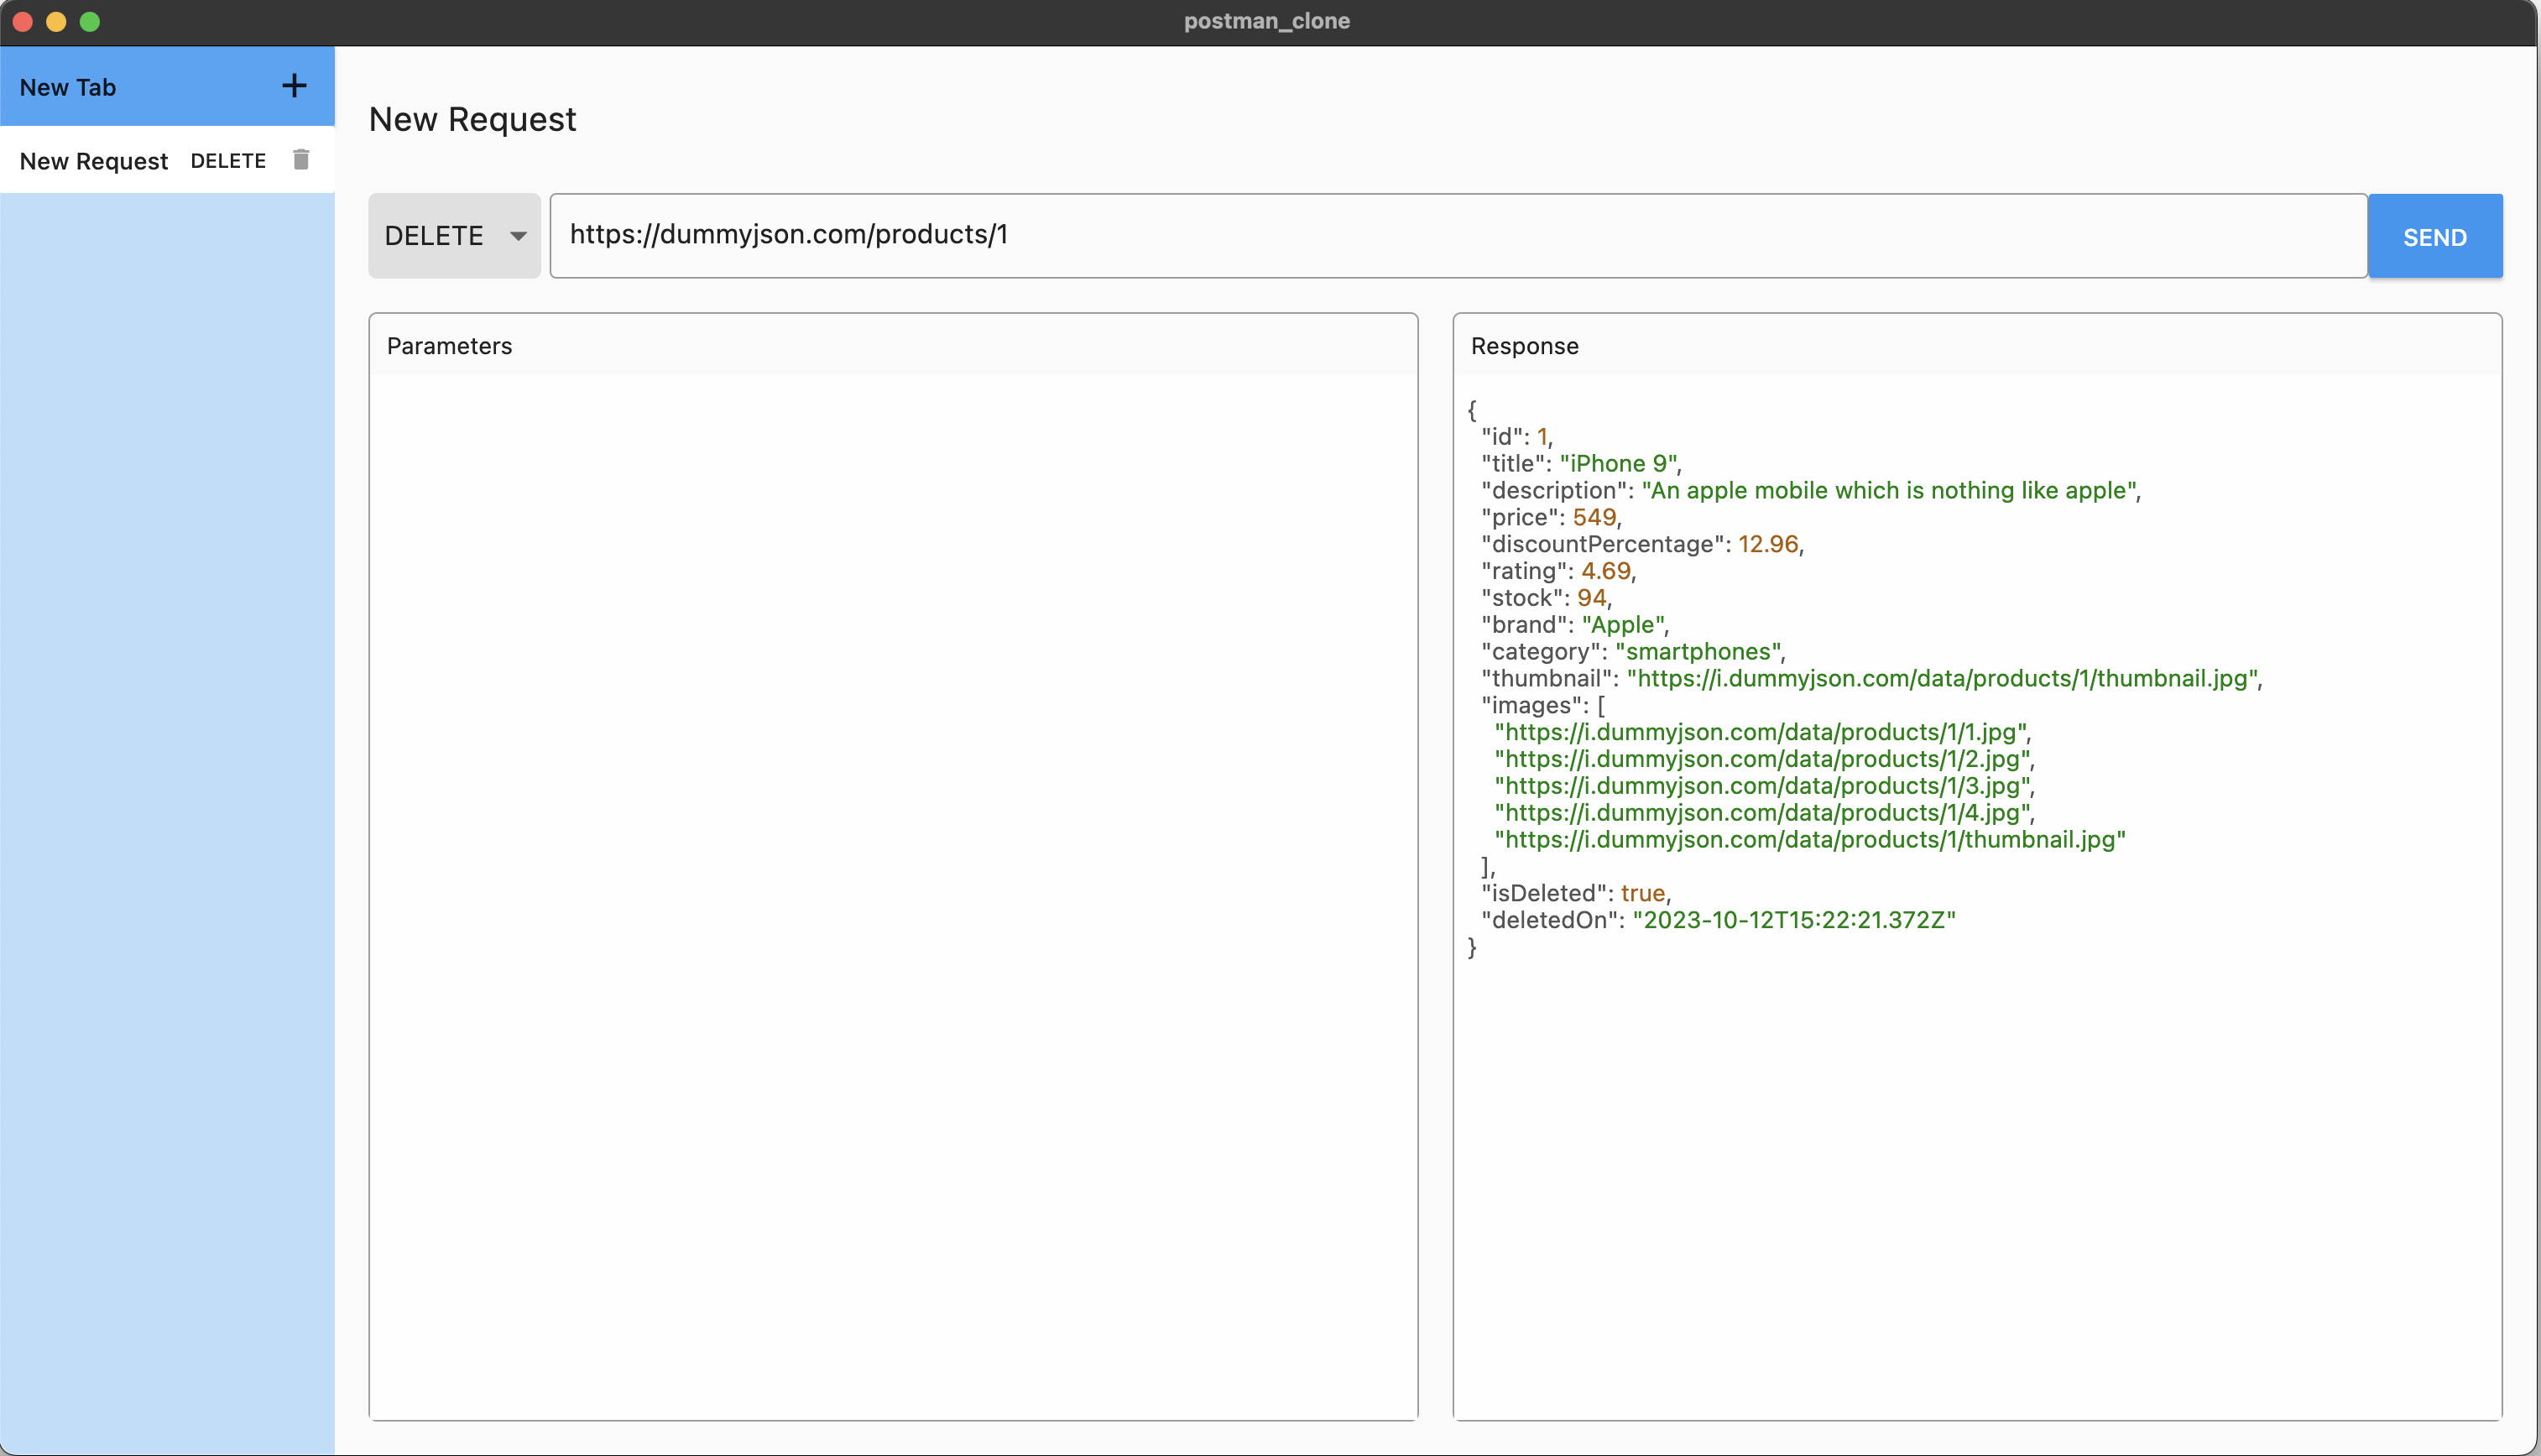 postman_clone
New Tab
New Request DELETE
New Request
DELETE https://dummyjson.com/products/1 SEND
Parameters
Response
{
"id": 1,
"title": "iPhone 9",
"description": "An apple mobile which is nothing like apple",
"price": 549,
"discountPercentage": 12.96,
"rating": 4.69,
"stock": 94,
"brand": "Apple",
"category": "smartphones",
"thumbnail": "https://i.dummyjson.com/data/products/1/thumbnail.jpg",
"images": [
"https://i.dummyjson.com/data/products/1/1.jpg",
"https://i.dummyjson.com/data/products/1/2.jpg",
"https://i.dummyjson.com/data/products/1/3.jpg",
"https://i.dummyjson.com/data/products/1/4.jpg",
"https://i.dummyjson.com/data/products/1/thumbnail.jpg"
],
"isDeleted": true,
"deletedOn": "2023-10-12T15:22:21.372Z"
}